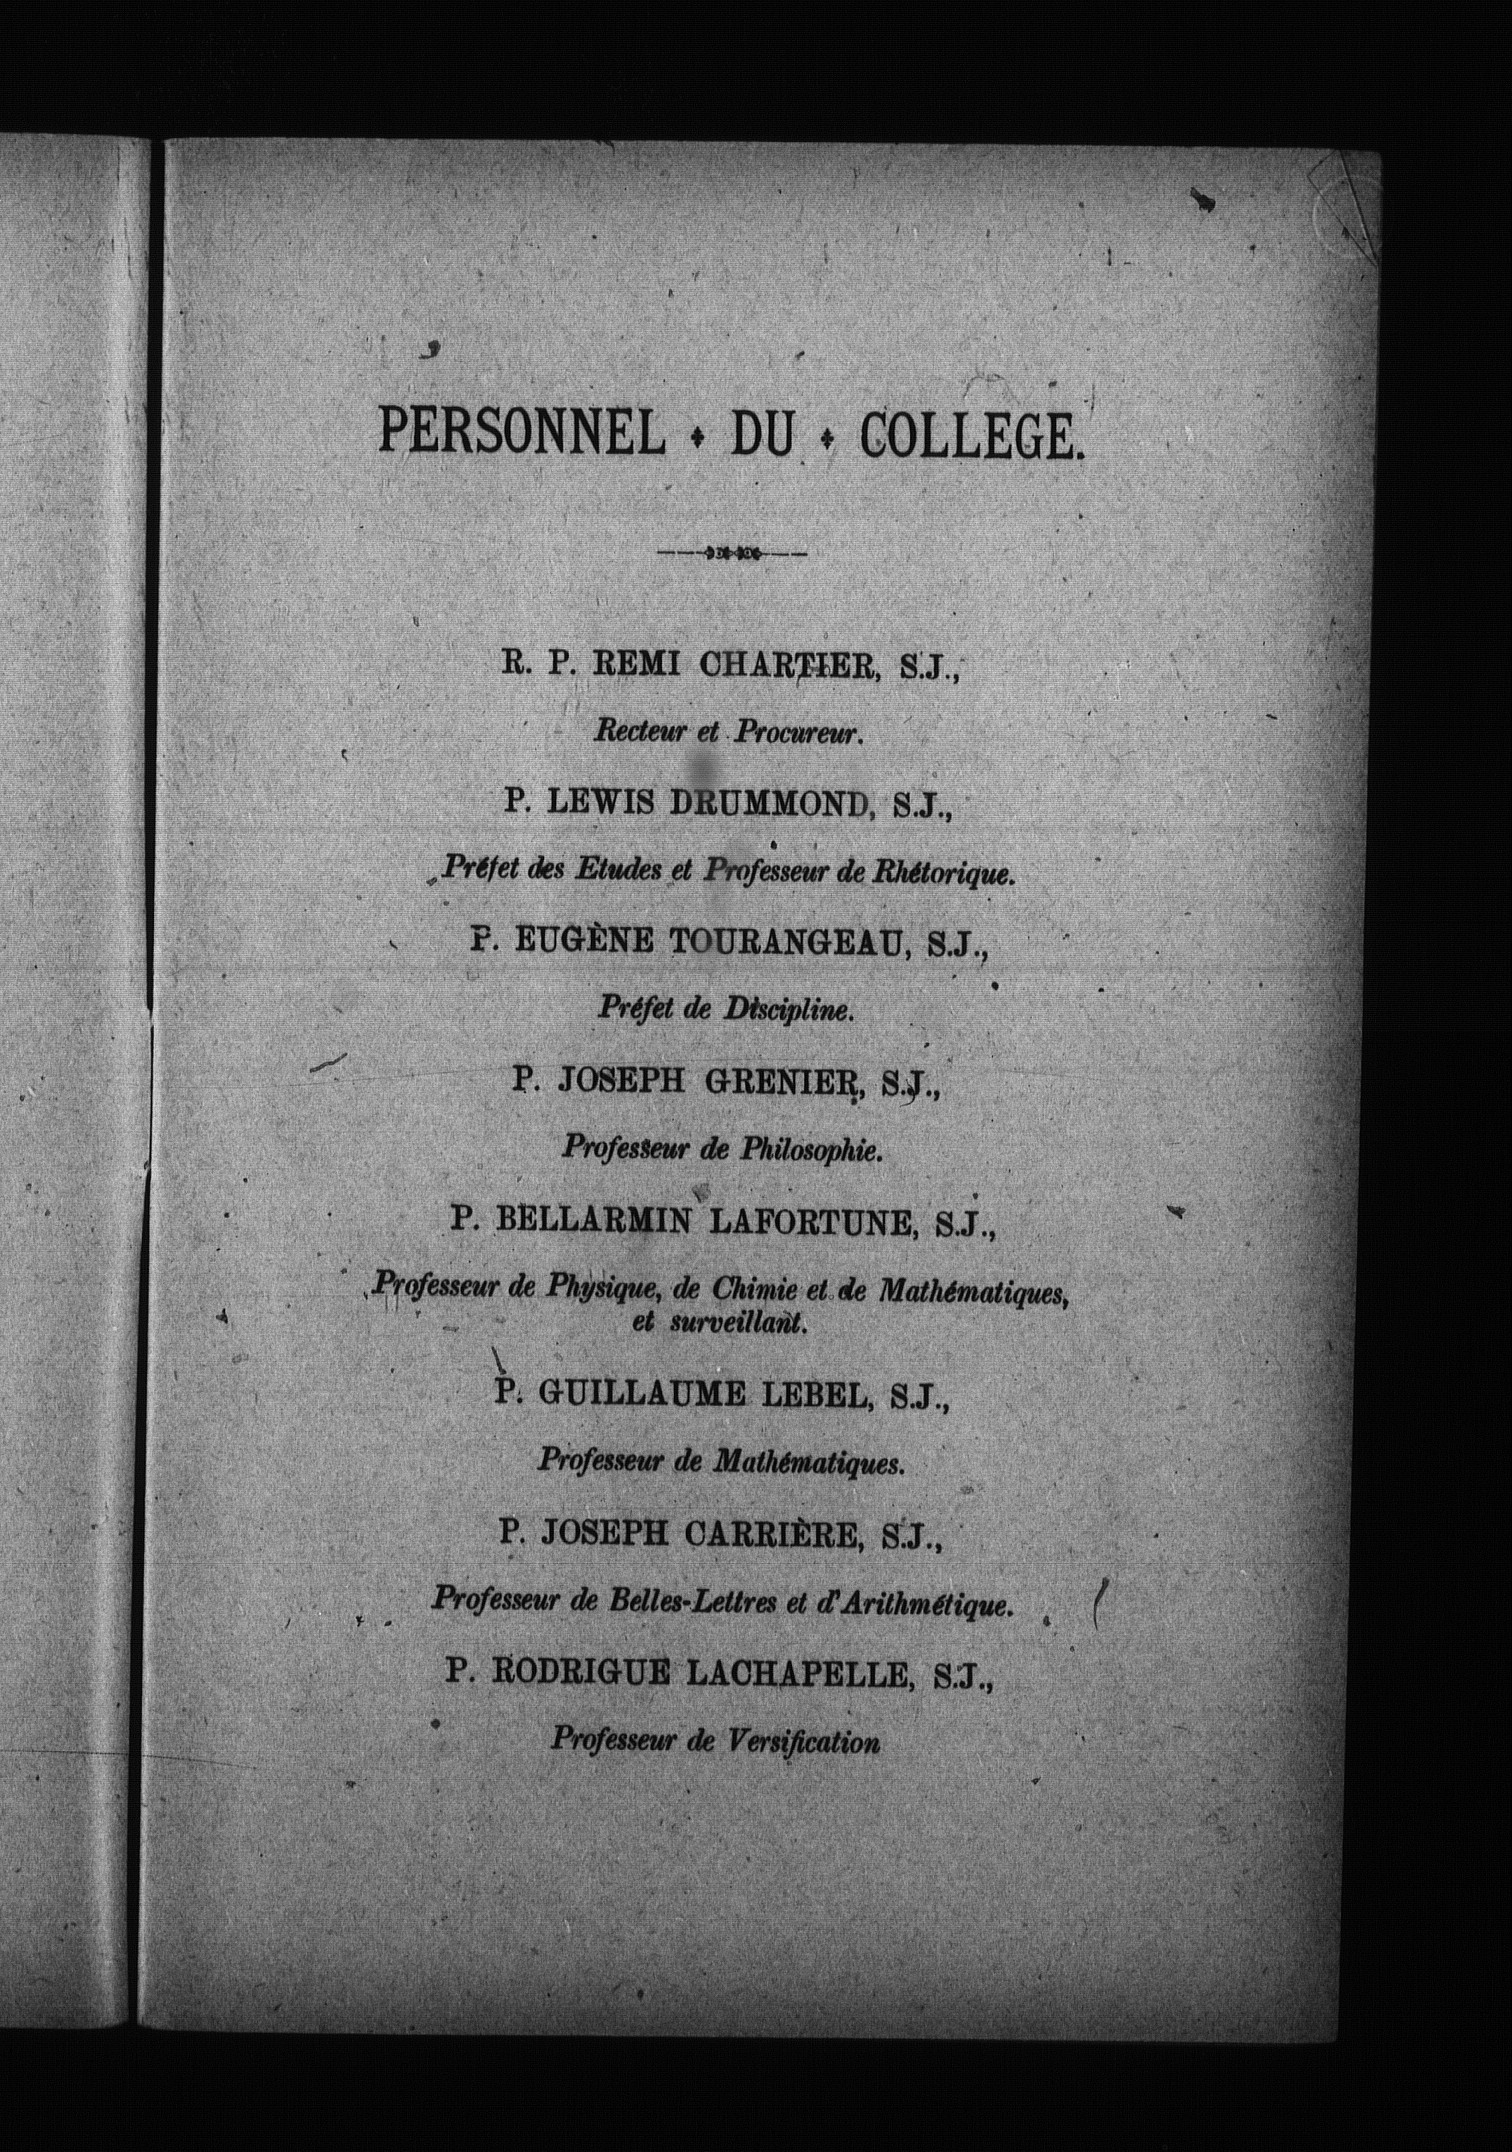 PERSONNEL DU COLLEGE.
R. P. REMI CHARTIER, S.J.,
Recteur et Procureur.
P. LEWIS DRUMMOND, S.J.,
Préfet des Etudes et Professeur de Rhétorique.
P. EUGÈNE TOURANGEAU, S.J.,
Préfet de Discipline.
P. JOSEPH GRENIER, S.J.,
Professeur de Philosophie.
P. BELLARMIN LAFORTUNE, S.J.,
Professeur de Physique, de Chimie et de Mathématiques,
et surveillant.
P. GUILLAUME LEBEL, S.J.,
Professeur de Mathématiques.
P. JOSEPH CARRIÈRE, S.J.,
Professeur de Belles-Lettres et d'Arithmétique.
P. RODRIGUE LACHAPELLE, S.J.,
Professeur de Versification